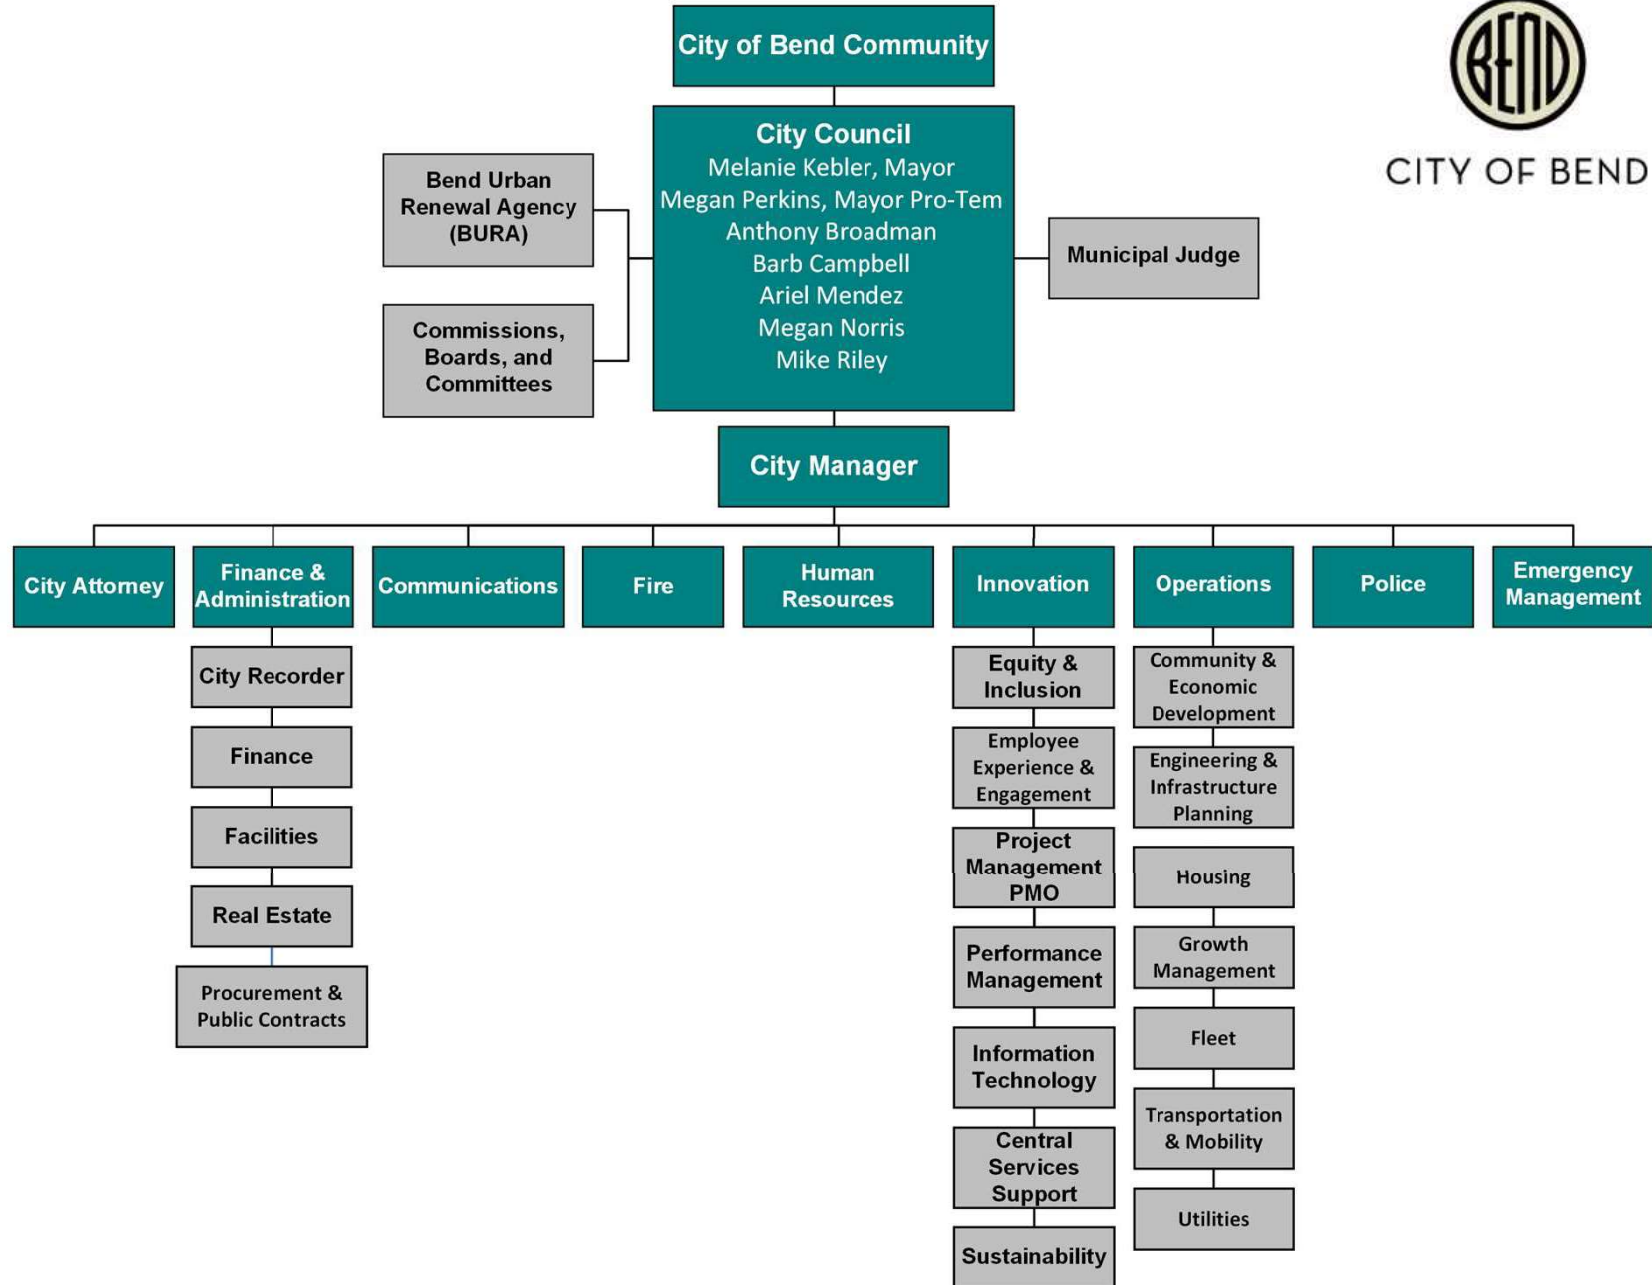 City of Bend Community
BEND
CITY OF BEND
City Council
Melanie Kebler, Mayor
Megan Perkins, Mayor Pro-Tem
Anthony Broadman
Barb Campbell
Ariel Mendez
Megan Norris
Mike Riley
Bend Urban
Renewal Agency
(BURA)
Commissions,
Boards, and
Committees
Municipal Judge
City Manager
City Attorney
Finance &
Administration
Communications
Fire
Human
Resources
Innovation
Operations
Police
Emergency
Management
City Recorder
Finance
Facilities
Real Estate
Procurement &
Public Contracts
Equity &
Inclusion
Employee
Experience &
Engagement
Project
Management
PMO
Performance
Management
Information
Technology
Central
Services
Support
Sustainability
Community &
Economic
Development
Engineering &
Infrastructure
Planning
Housing
Growth
Management
Fleet
Transportation
& Mobility
Utilities